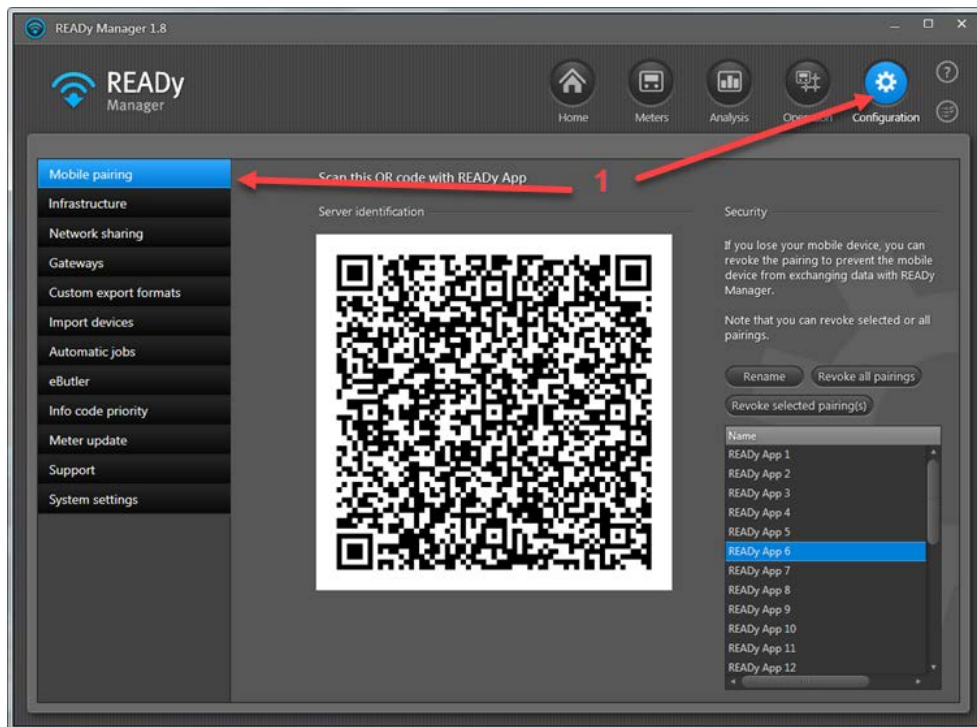 READy Manager 1.8
READy
Manager
Home
Meters
Analysis
Operation
Configuration
Mobile pairing
Infrastructure
Network sharing
Gateways
Custom export formats
Import devices
Automatic jobs
eButler
Info code priority
Meter update
Support
System settings
Scan this QR code with READy App
1
Server identification
Security
If you lose your mobile device, you can
revoke the pairing to prevent the mobile
device from exchanging data with READy
Manager.
Note that you can revoke selected or all
pairings.
Rename
Revoke all pairings
Revoke selected pairing(s)
Name
READy App 1
READy App 2
READy App 3
READy App 4
READy App 5
READy App 6
READy App 7
READy App 8
READy App 9
READy App 10
READy App 11
READy App 12